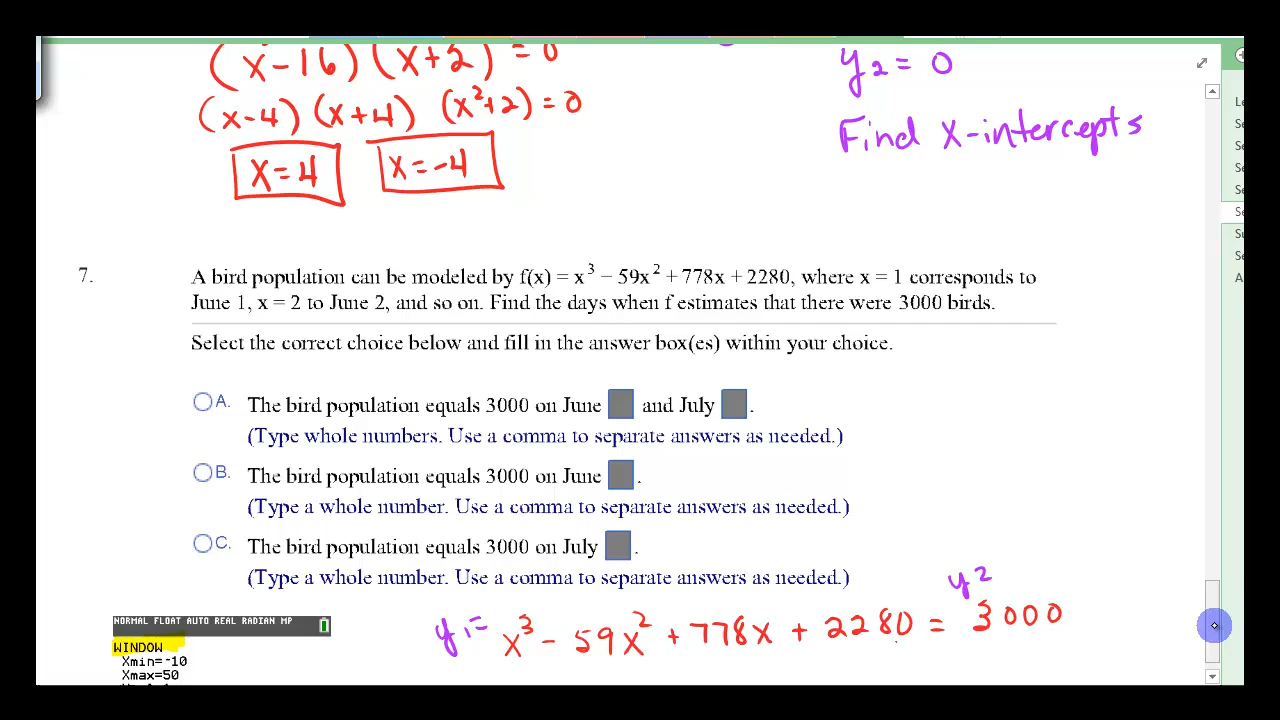 (x²-16) (x+2) = 0
y2 = 0
(x-4) (x+4) (x²+2) = 0
Find x-intercepts
x=4 x=-4
7. A bird population can be modeled by f(x) = x³ − 59x² + 778x + 2280, where x = 1 corresponds to
June 1, x = 2 to June 2, and so on. Find the days when f estimates that there were 3000 birds.
Select the correct choice below and fill in the answer box(es) within your choice.
A. The bird population equals 3000 on June and July .
(Type whole numbers. Use a comma to separate answers as needed.)
B. The bird population equals 3000 on June .
(Type a whole number. Use a comma to separate answers as needed.)
C. The bird population equals 3000 on July .
(Type a whole number. Use a comma to separate answers as needed.)
y2
y1= x³ - 59x² + 778x + 2280 = 3000
NORMAL FLOAT AUTO REAL RADIAN MP
WINDOW
Xmin=-10
Xmax=50